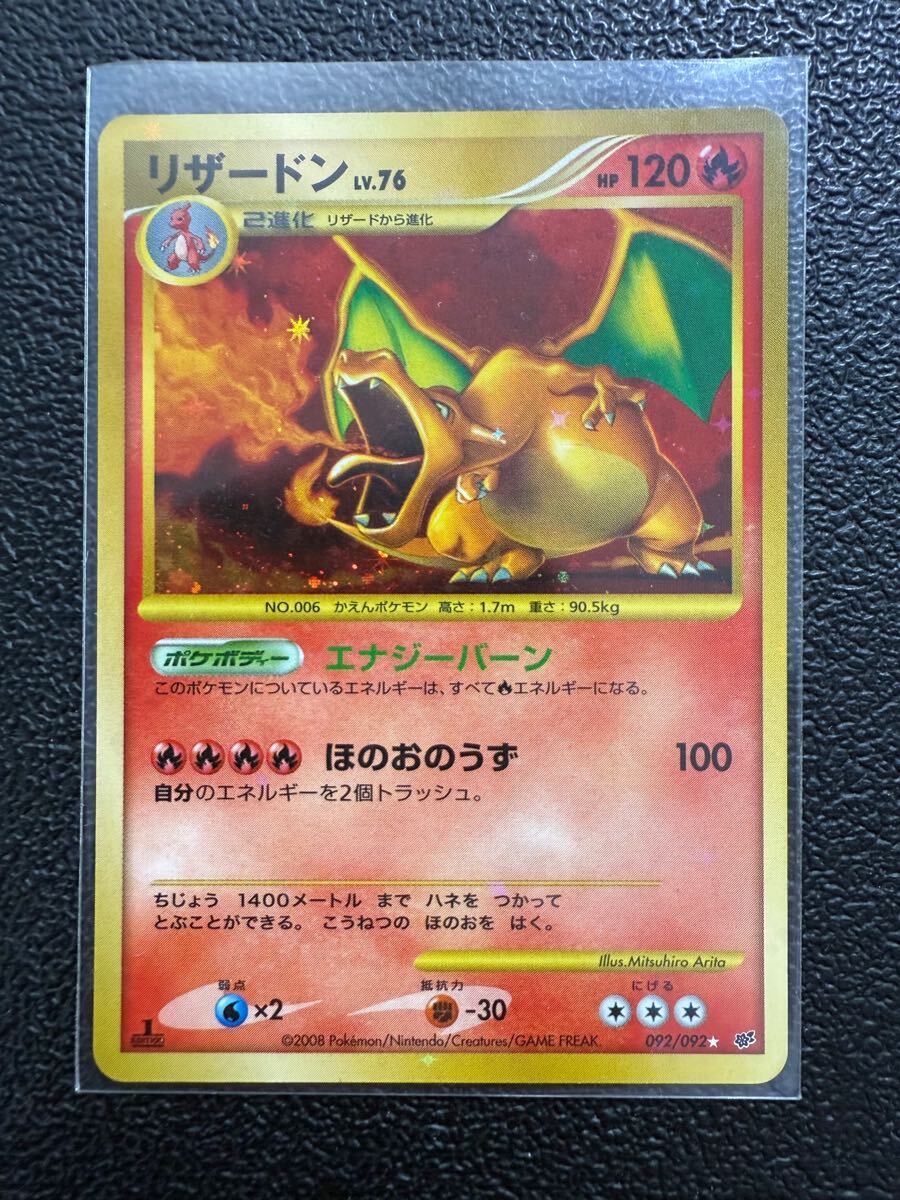 リザードン LV.76 HP 120
2進化 リザードから進化
NO.006 かえんポケモン 高さ:1.7m 重さ:90.5kg
ポケボディー エナジーバーン
このポケモンについているエネルギーは、すべてエネルギーになる。
ほのおのうず 100
自分のエネルギーを2個トラッシュ。
ちじょう 1400メートル まで ハネを つかって
とぶことができる。 こうねつの ほのおを はく。
Illus.Mitsuhiro Arita
弱点 抵抗力 にげる
×2 -30
1 EDITION ©2008 Pokémon/Nintendo/Creatures/GAME FREAK. 092/092★